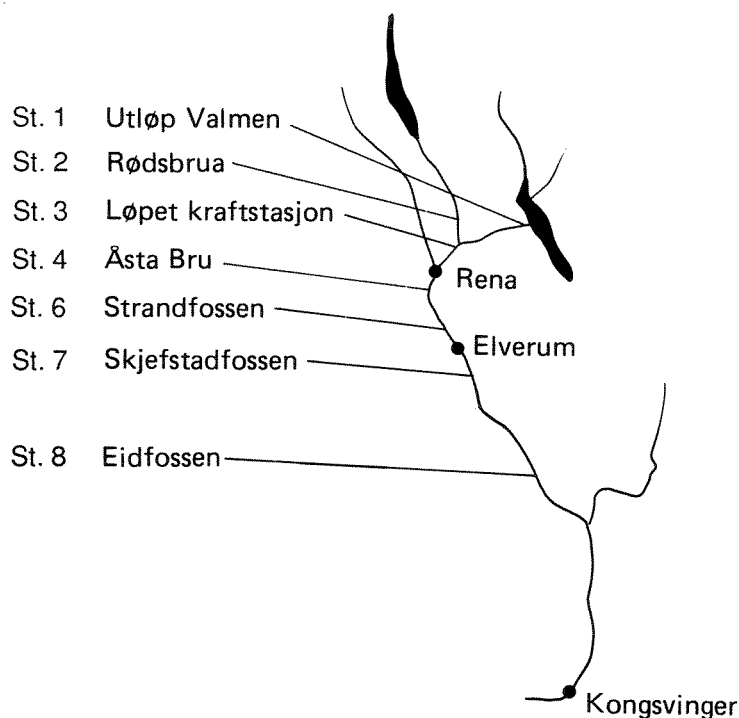 St. 1 Utløp Valmen
St. 2 Rødsbrua
St. 3 Løpet kraftstasjon
St. 4 Åsta Bru
Rena
St. 6 Strandfossen
Elverum
St. 7 Skjefstadfossen
St. 8 Eidfossen
Kongsvinger